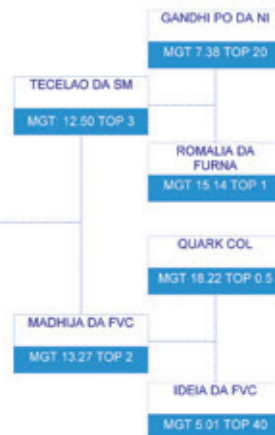 GANDHI PO DA NI
MGT 7.38 TOP 20
TECELAO DA SM
MGT: 12.50 TOP 3
ROMALIA DA
FURNA
MGT 15.14 TOP 1
QUARK COL
MGT 18.22 TOP 0.5
MADHIJA DA FVC
MGT 13.27 TOP 2
IDEIA DA FVC
MGT 5.01 TOP 40